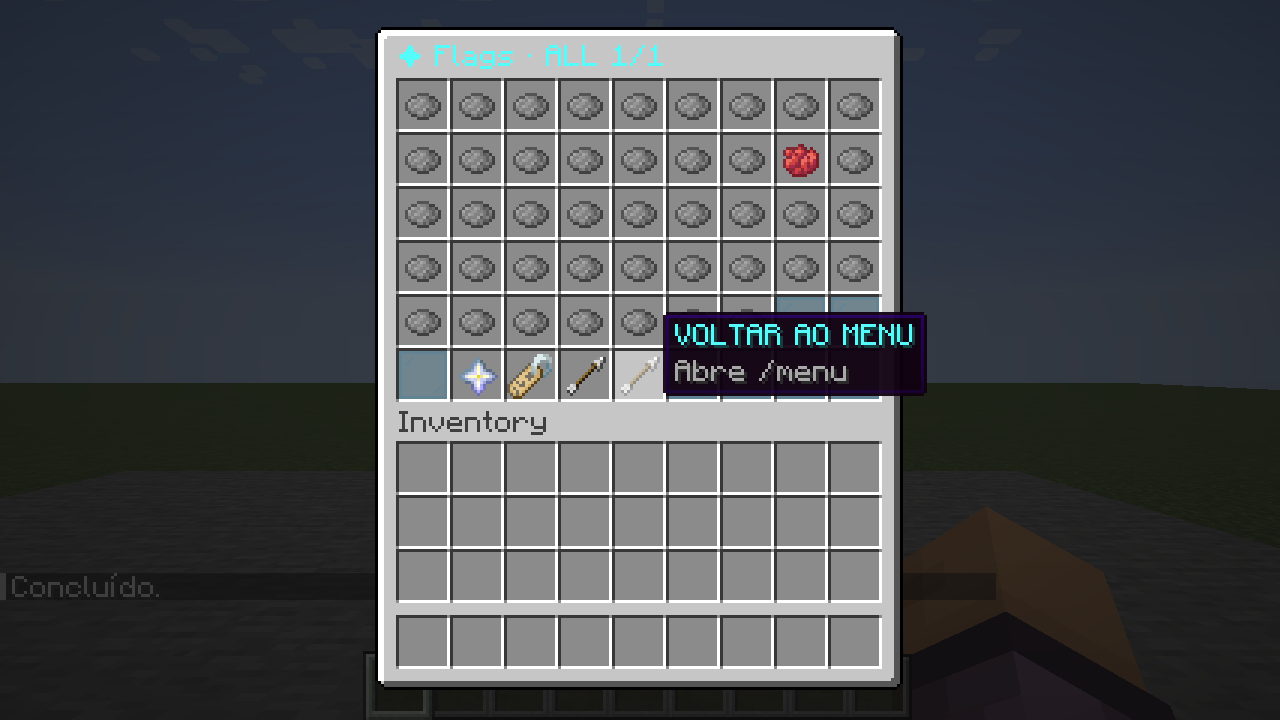 ✦ Flags · ALL 1/1
VOLTAR AO MENU
Abre /menu
Inventory
Concluído.